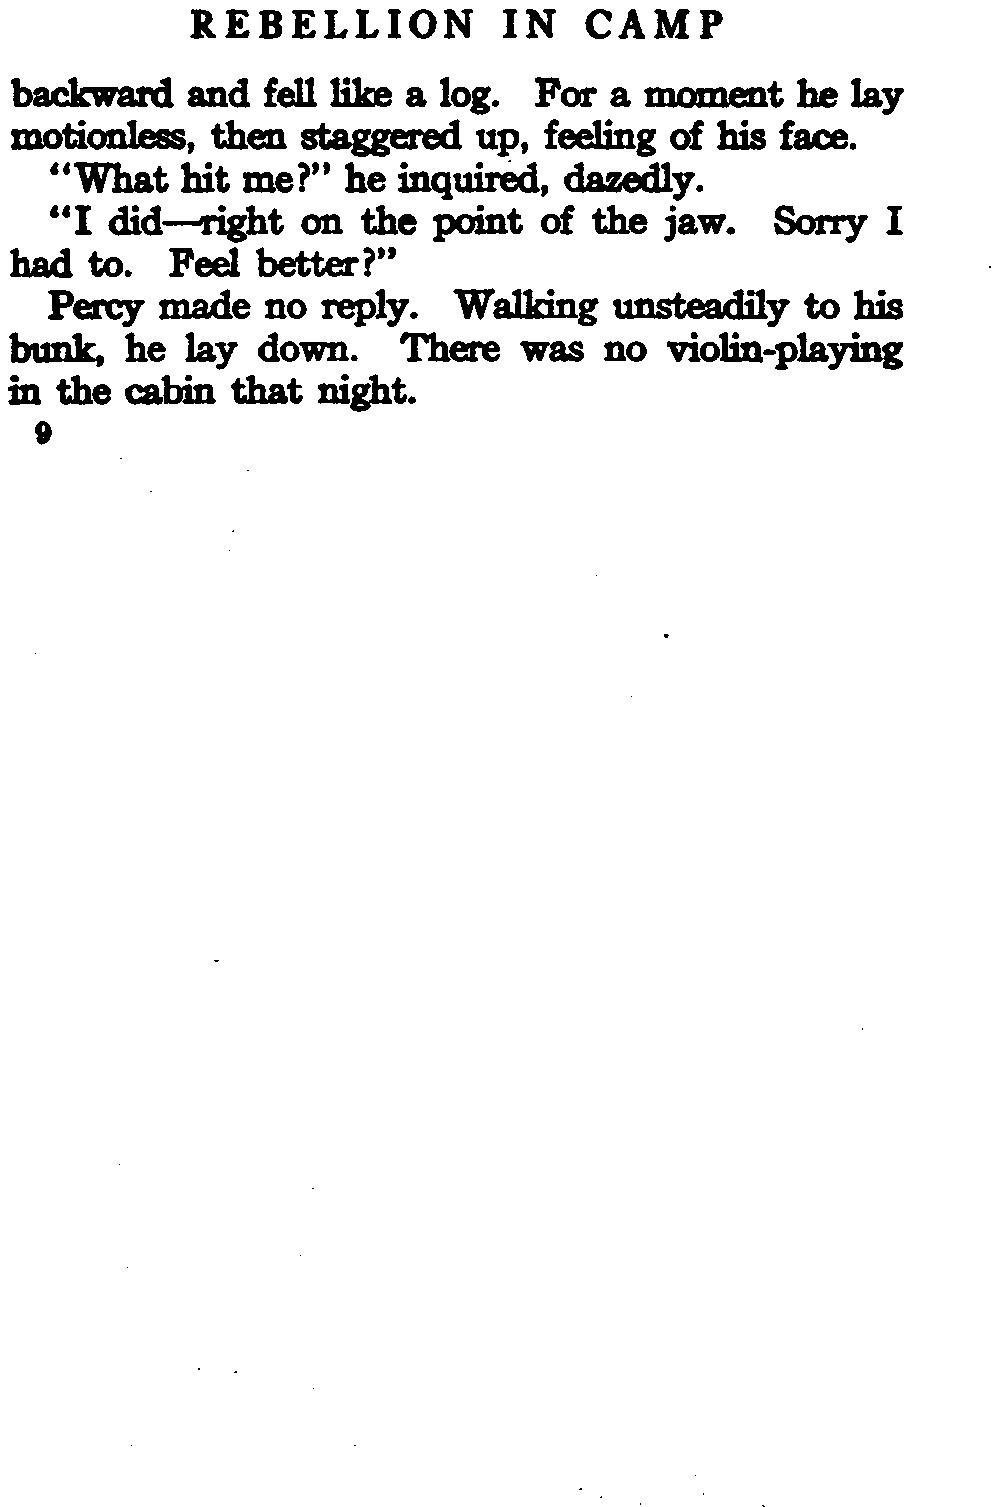 REBELLION IN CAMP
backward and fell like a log. For a moment he lay
motionless, then staggered up, feeling of his face.
"What hit me?" he inquired, dazedly.
"I did—right on the point of the jaw. Sorry I
had to. Feel better?"
Percy made no reply. Walking unsteadily to his
bunk, he lay down. There was no violin-playing
in the cabin that night.
9